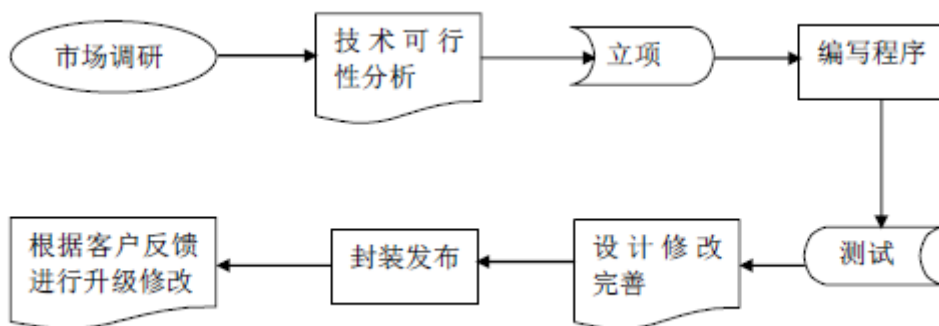 市场调研
技术可行
性分析
立项
编写程序
测试
设计修改
完善
封装发布
根据客户反馈
进行升级修改